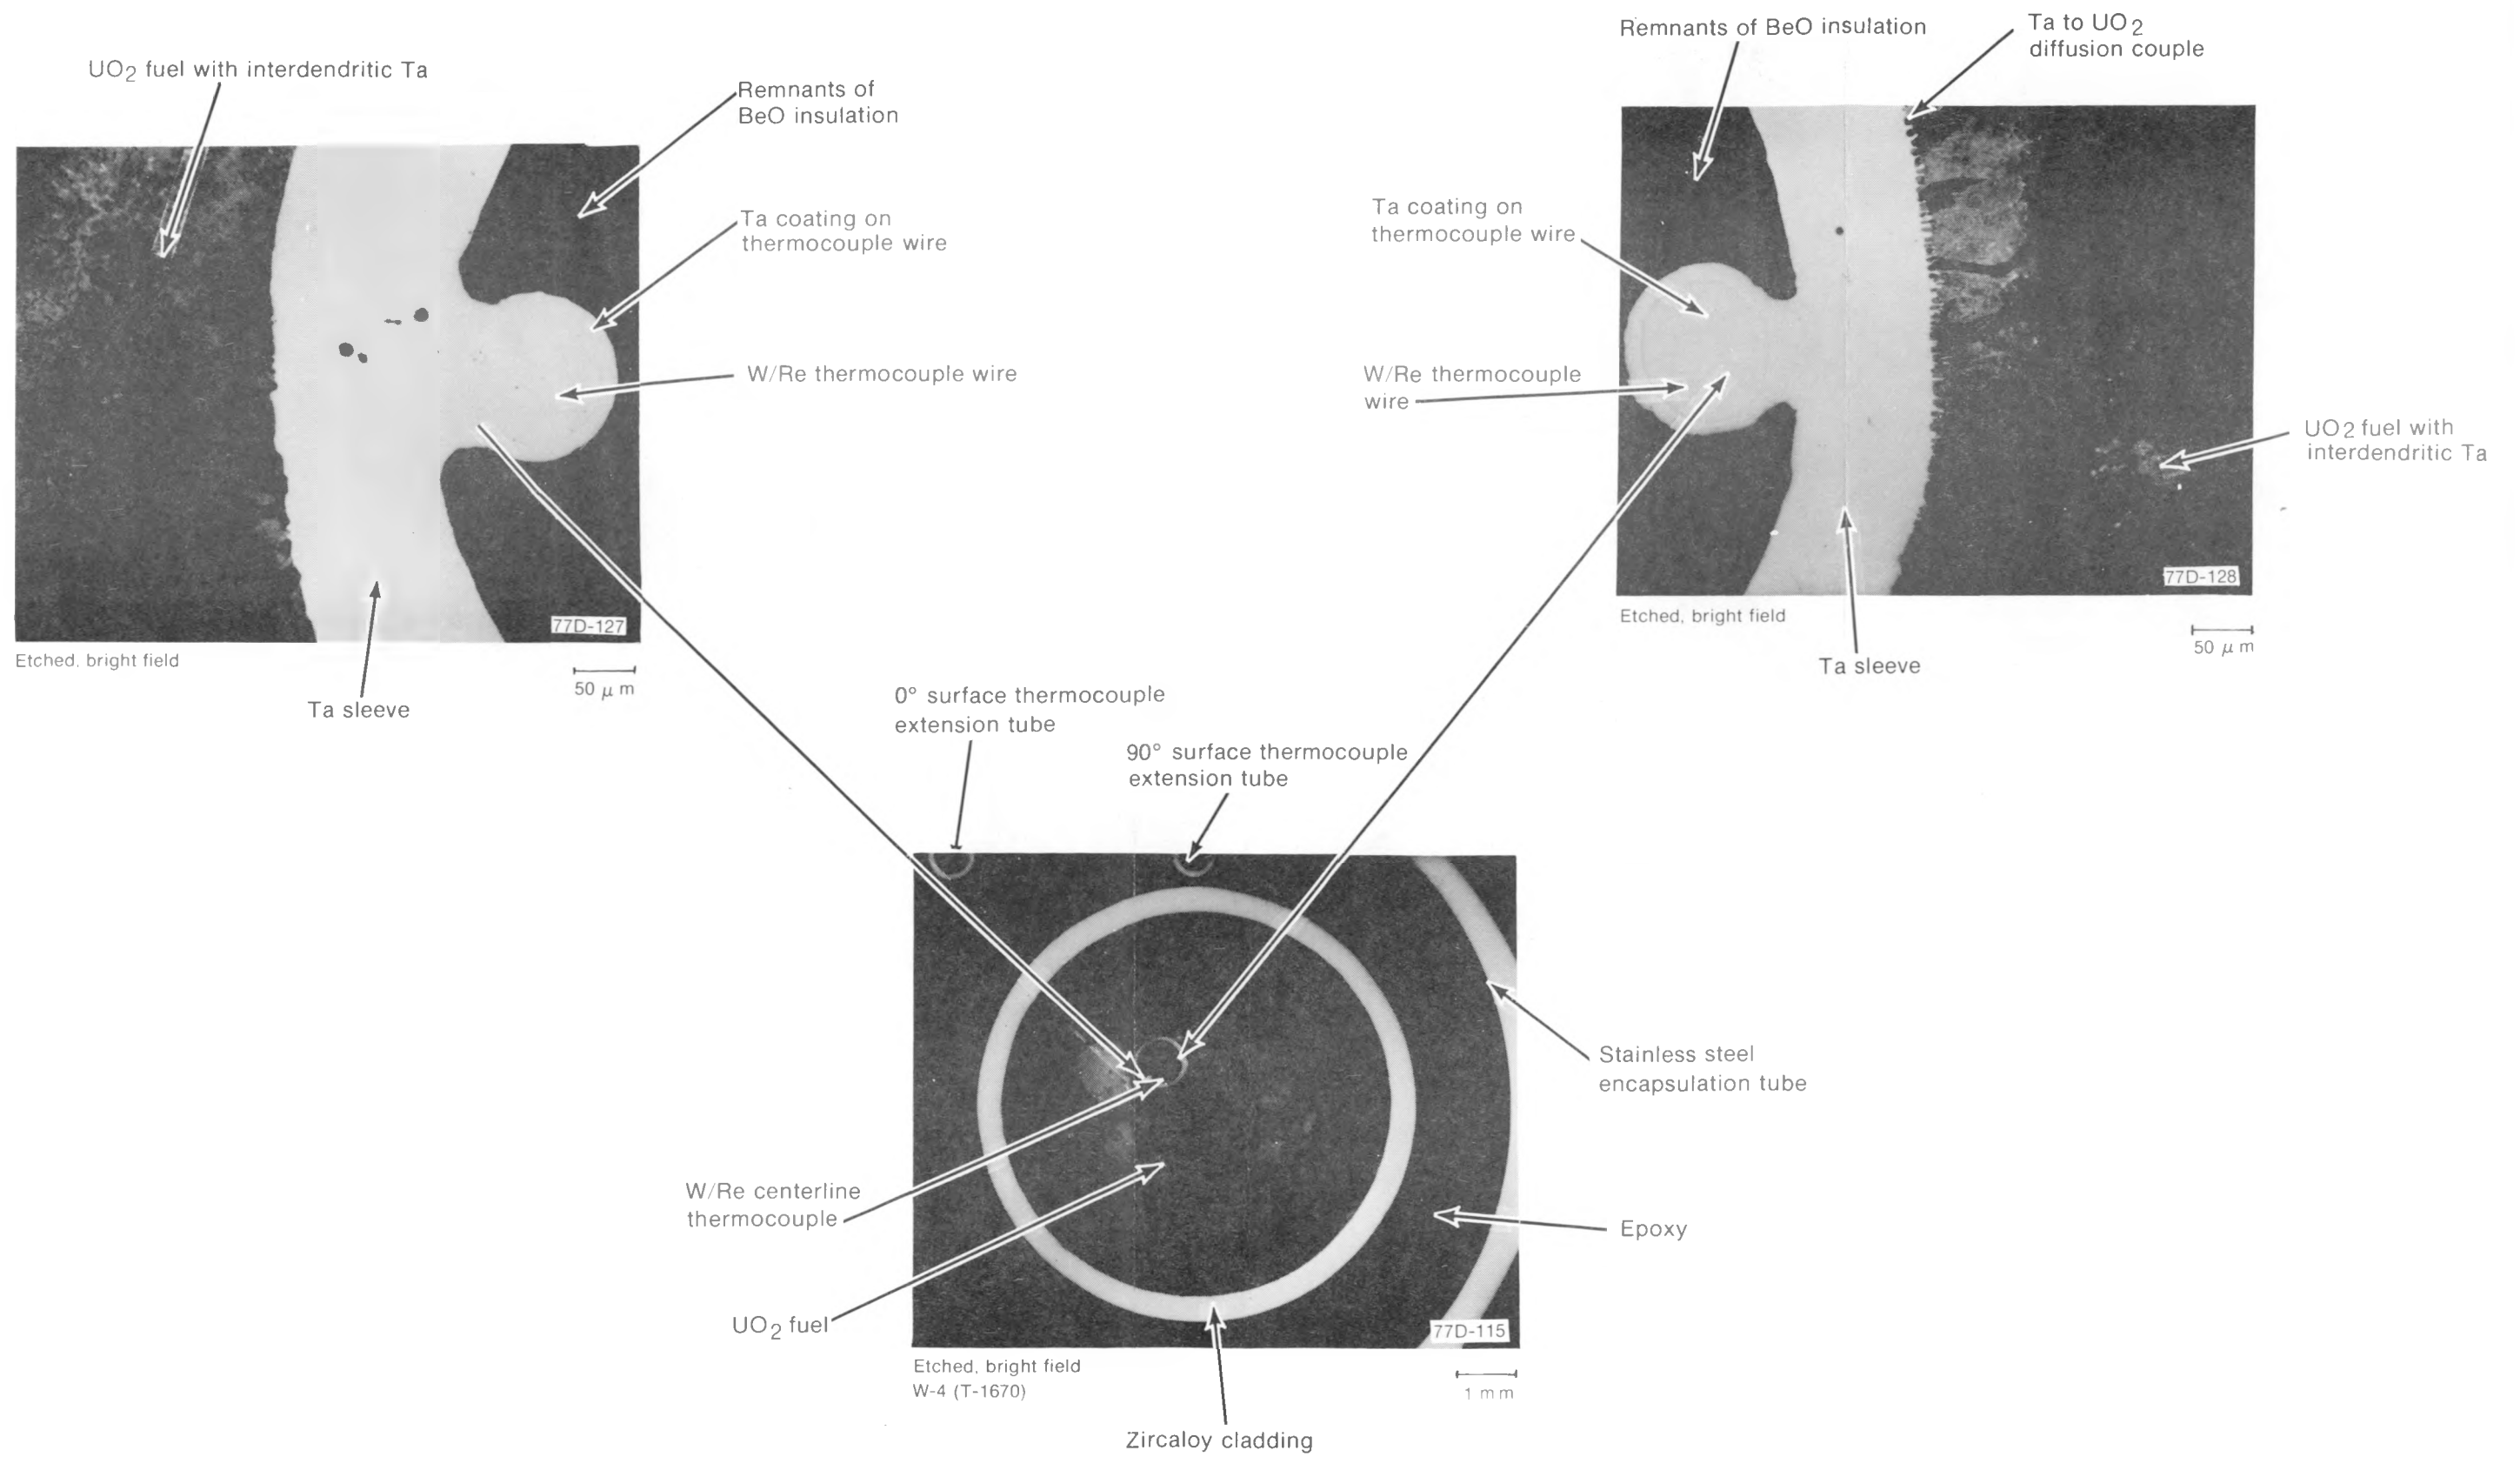 UO2 fuel with interdendritic Ta
Remnants of
BeO insulation
Ta coating on
thermocouple wire
W/Re thermocouple wire
77D-127
Etched, bright field
50 μm
Ta sleeve
Remnants of BeO insulation
Ta to UO2
diffusion couple
Ta coating on
thermocouple wire
W/Re thermocouple
wire
UO2 fuel with
interdendritic Ta
77D-128
Etched, bright field
50 μm
Ta sleeve
0° surface thermocouple
extension tube
90° surface thermocouple
extension tube
Stainless steel
encapsulation tube
W/Re centerline
thermocouple
Epoxy
UO2 fuel
77D-115
Etched, bright field
W-4 (T-1670)
1 mm
Zircaloy cladding